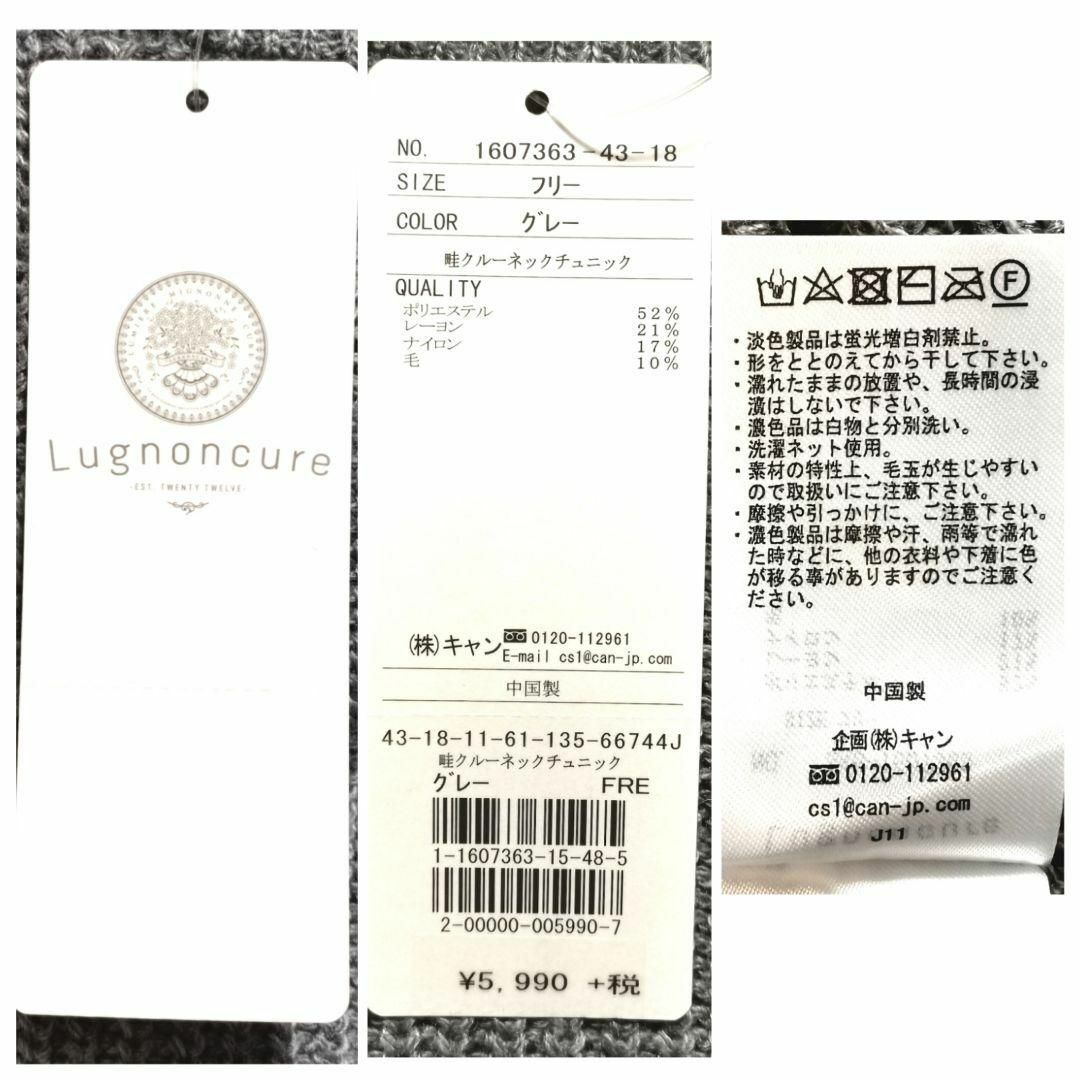 Lugnoncure
-EST. TWENTY TWELVE-
NO. 1607363-43-18
SIZE フリー
COLOR グレー
畦クルーネックチュニック
QUALITY
ポリエステル 52%
レーヨン 21%
ナイロン 17%
毛 10%
(株)キャン 0120-112961
E-mail cs1@can-jp.com
中国製
43-18-11-61-135-66744J
畦クルーネックチュニック
グレー FRE
1-1607363-15-48-5
2-00000-005990-7
¥5,990 +税
F
・淡色製品は蛍光増白剤禁止。
・形をととのえてから干して下さい。
・濡れたままの放置や、長時間の浸
漬はしないで下さい。
・濃色品は白物と分別洗い。
・洗濯ネット使用。
・素材の特性上、毛玉が生じやすい
ので取扱いにご注意下さい。
・摩擦や引っかけに、ご注意下さい。
・濃色製品は摩擦や汗、雨等で濡れ
た時などに、他の衣料や下着に色
が移る事がありますのでご注意く
ださい。
中国製
企画(株)キャン
0120-112961
cs1@can-jp.com
J11